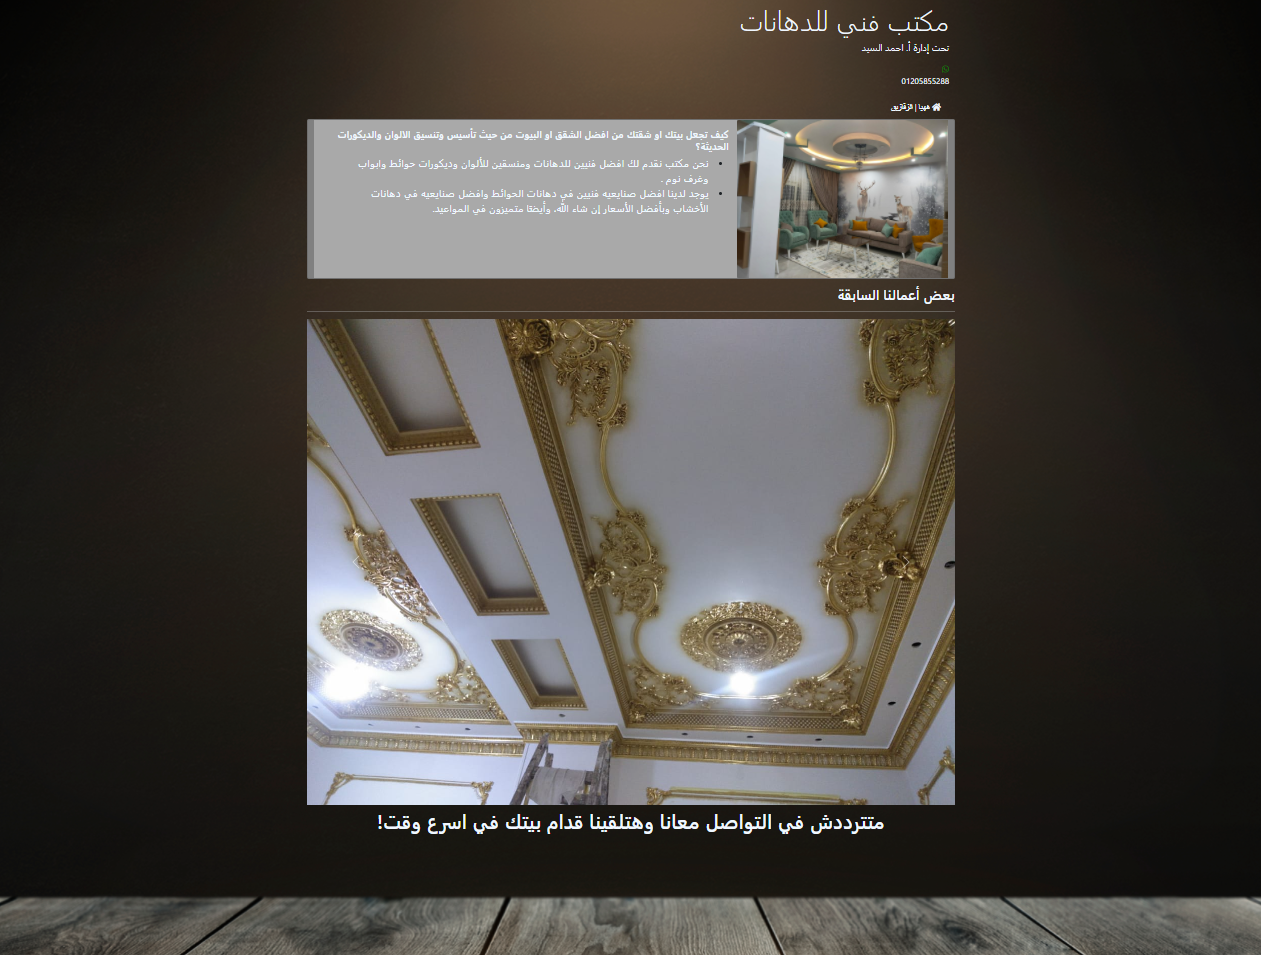 مكتب فني للدهانات
تحت إدارة أ. احمد السيد
01205855288
ههيا | الزقازيق
كيف تجعل بيتك او شقتك من افضل الشقق او البيوت من حيث تأسيس وتنسيق الالوان والديكورات
الحديثة؟
نحن مكتب نقدم لك افضل فنيين للدهانات ومنسقين للألوان وديكورات حوائط وابواب
وغرف نوم .
يوجد لدينا افضل صنايعيه فنيين في دهانات الحوائط وافضل صنايعيه في دهانات
الأخشاب وبأفضل الأسعار إن شاء الله، وأيضا متميزون في المواعيد.
بعض أعمالنا السابقة
متترددش في التواصل معانا وهتلقينا قدام بيتك في اسرع وقت!